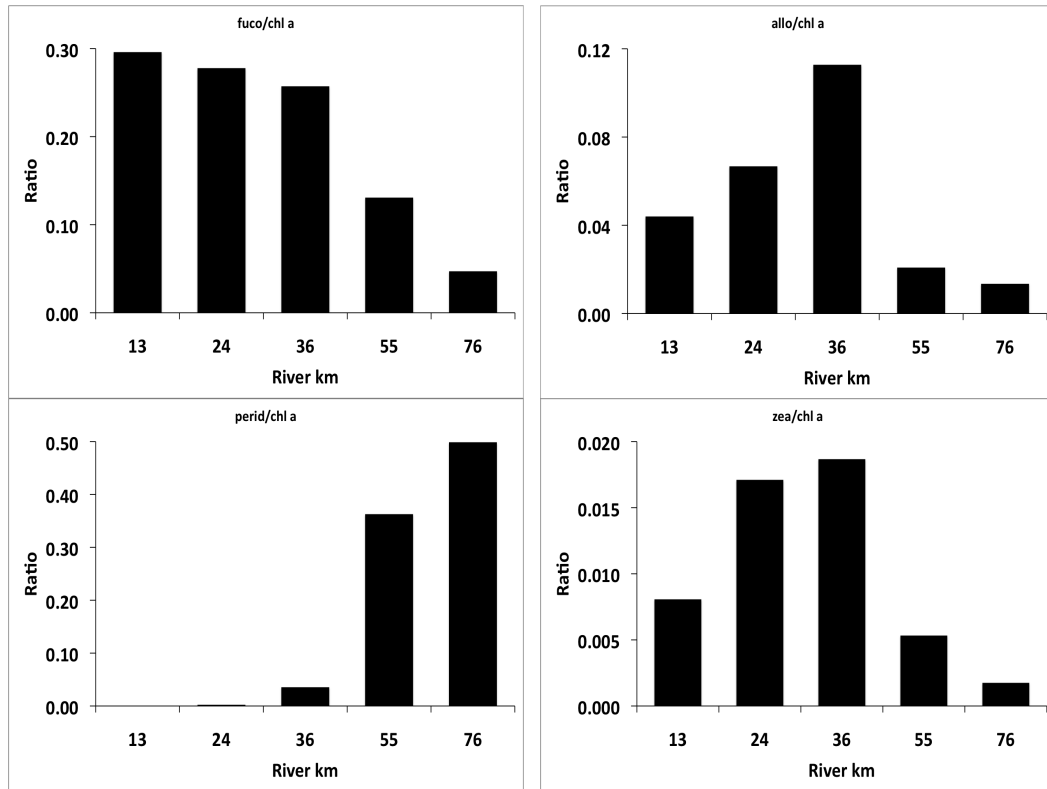 fuco/chl a
0.30
0.20
0.10
0.00
Ratio
13 24 36 55 76
River km
allo/chl a
0.12
0.08
0.04
0.00
Ratio
13 24 36 55 76
River km
perid/chl a
0.50
0.40
0.30
0.20
0.10
0.00
Ratio
13 24 36 55 76
River km
zea/chl a
0.020
0.015
0.010
0.005
0.000
Ratio
13 24 36 55 76
River km